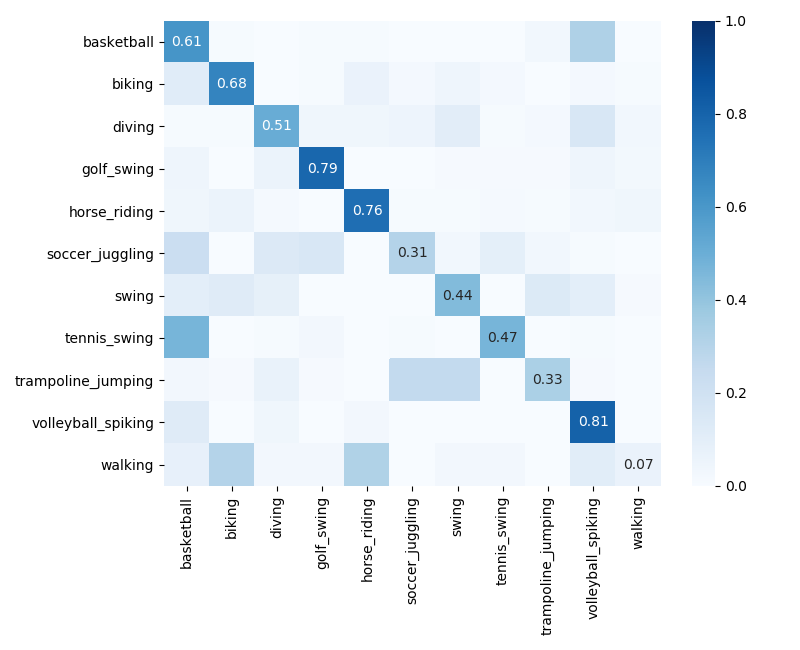 basketball 0.61 1.0
biking 0.68
diving 0.51 0.8
golf_swing 0.79
horse_riding 0.76 0.6
soccer_juggling 0.31
swing 0.44 0.4
tennis_swing 0.47
trampoline_jumping 0.33 0.2
volleyball_spiking 0.81
walking 0.07 0.0
basketball
biking
diving
golf_swing
horse_riding
soccer_juggling
swing
tennis_swing
trampoline_jumping
volleyball_spiking
walking